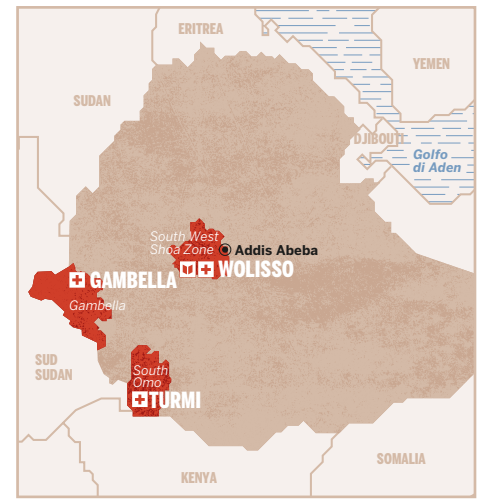 ERITREA
YEMEN
SUDAN
DJIBOUTI
Golfo
di Aden
South West
Shoa Zone
Addis Abeba
WOLISSO
GAMBELLA
Gambella
SUD
SUDAN
South
Omo
TURMI
SOMALIA
KENYA